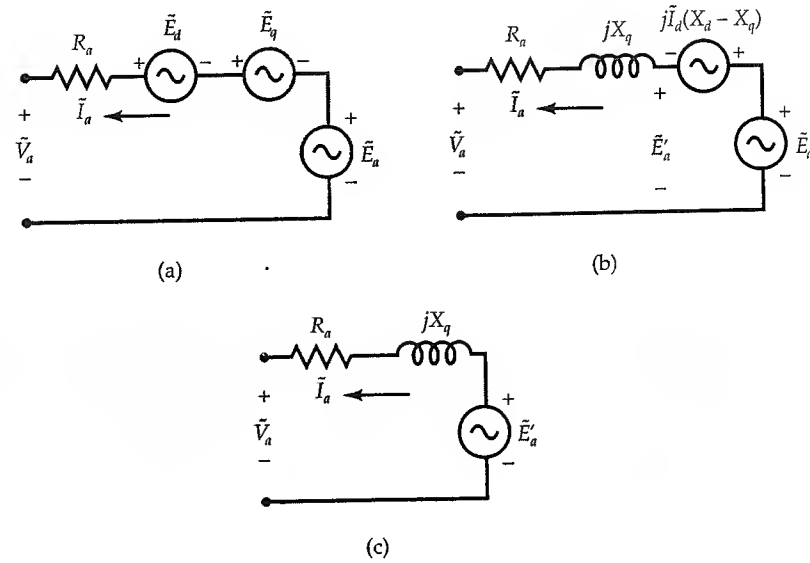 R_a
Ẽ_d
Ẽ_q
+ − + −
Ĩ_a
+
Ṽ_a
−
+
Ẽ_a
−
(a)
R_a
jX_q
jĨ_d(X_d − X_q)
− +
Ĩ_a
+
Ṽ_a
−
+
Ẽ'_a
−
+
−
(b)
R_a
jX_q
Ĩ_a
+
Ṽ_a
−
+
Ẽ'_a
−
(c)